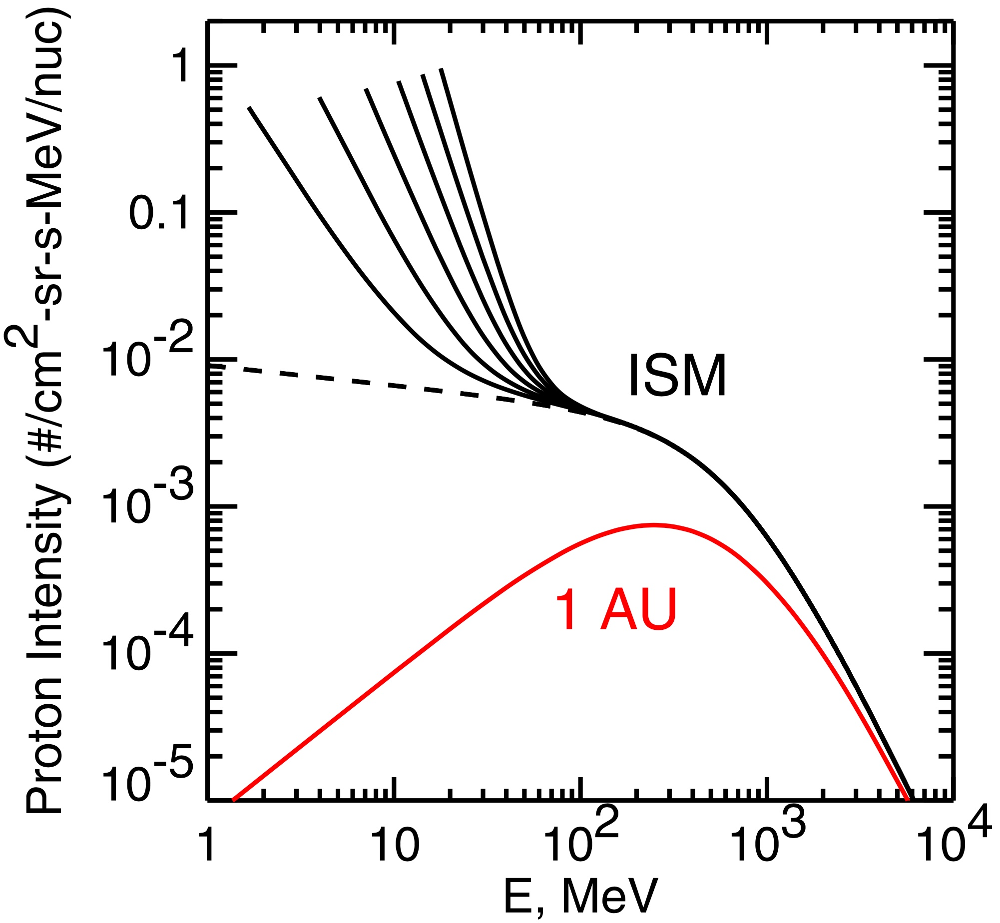 Proton Intensity (#/cm²-sr-s-MeV//nuc)
1
0.1
10⁻²
10⁻³
10⁻⁴
10⁻⁵
ISM
1 AU
1 10 10² 10³ 10⁴
E, MeV